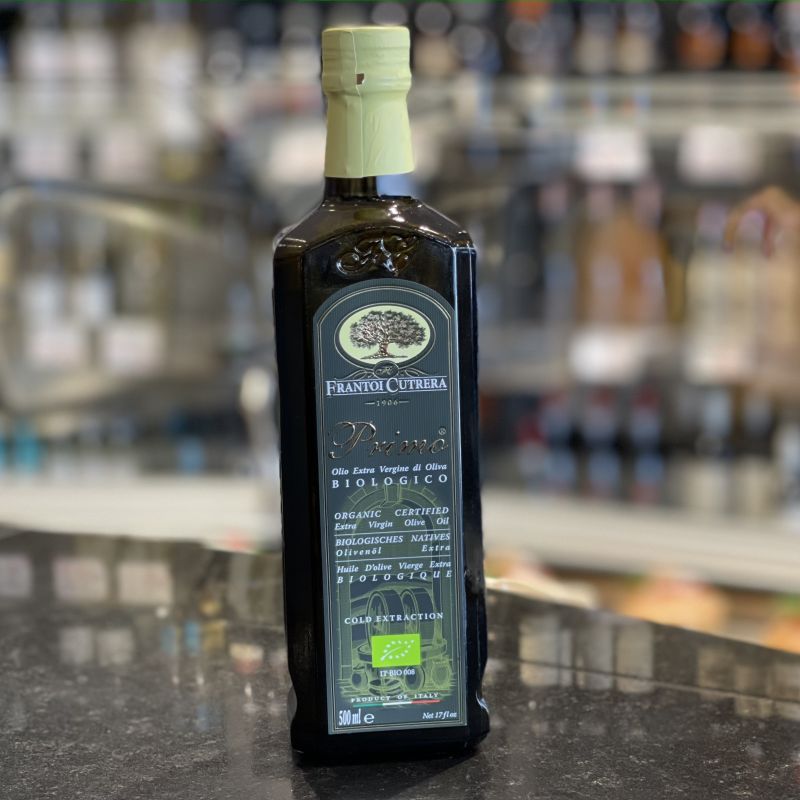 FRANTOI CUTRERA
1906
Primo®
Olio Extra Vergine di Oliva
BIOLOGICO
ORGANIC CERTIFIED
Extra Virgin Olive Oil
BIOLOGISCHES NATIVES
Olivenöl Extra
Huile D'olive Vierge Extra
BIOLOGIQUE
COLD EXTRACTION
IT-BIO 008
PRODUCT OF ITALY
500 ml e Net 17 fl oz